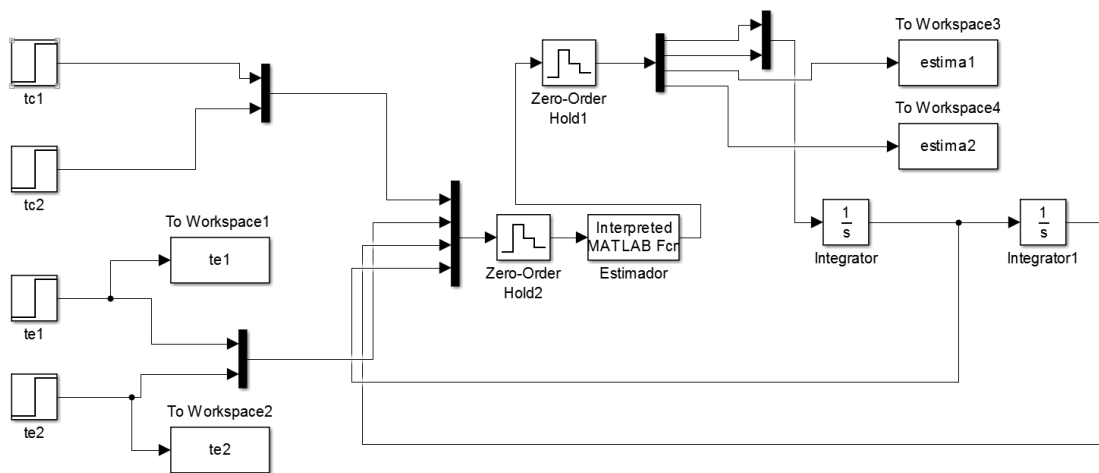 To Workspace3
estima1
tc1
Zero-Order
Hold1
To Workspace4
estima2
tc2
To Workspace1
te1
1
s
Integrator
1
s
Integrator1
Interpreted
MATLAB Fcn
Zero-Order
Hold2
Estimador
te1
te2
To Workspace2
te2